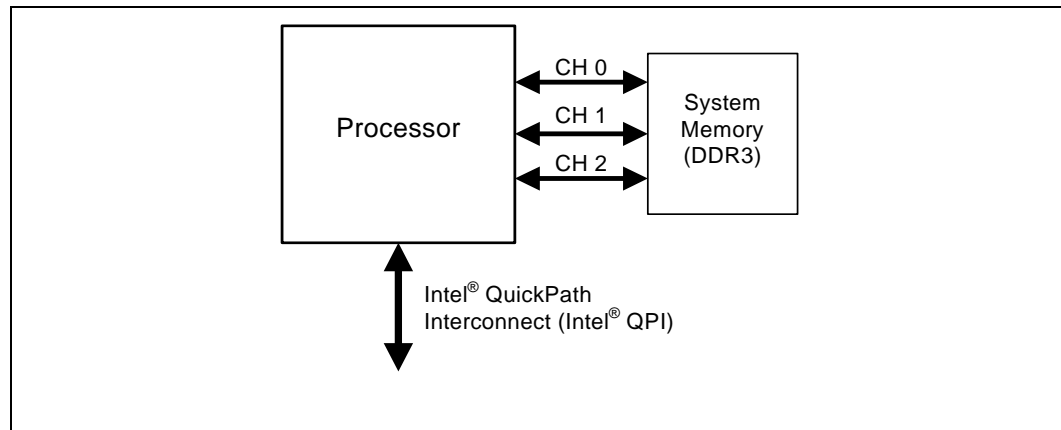 Processor
CH 0
CH 1
CH 2
System
Memory
(DDR3)
Intel® QuickPath
Interconnect (Intel® QPI)